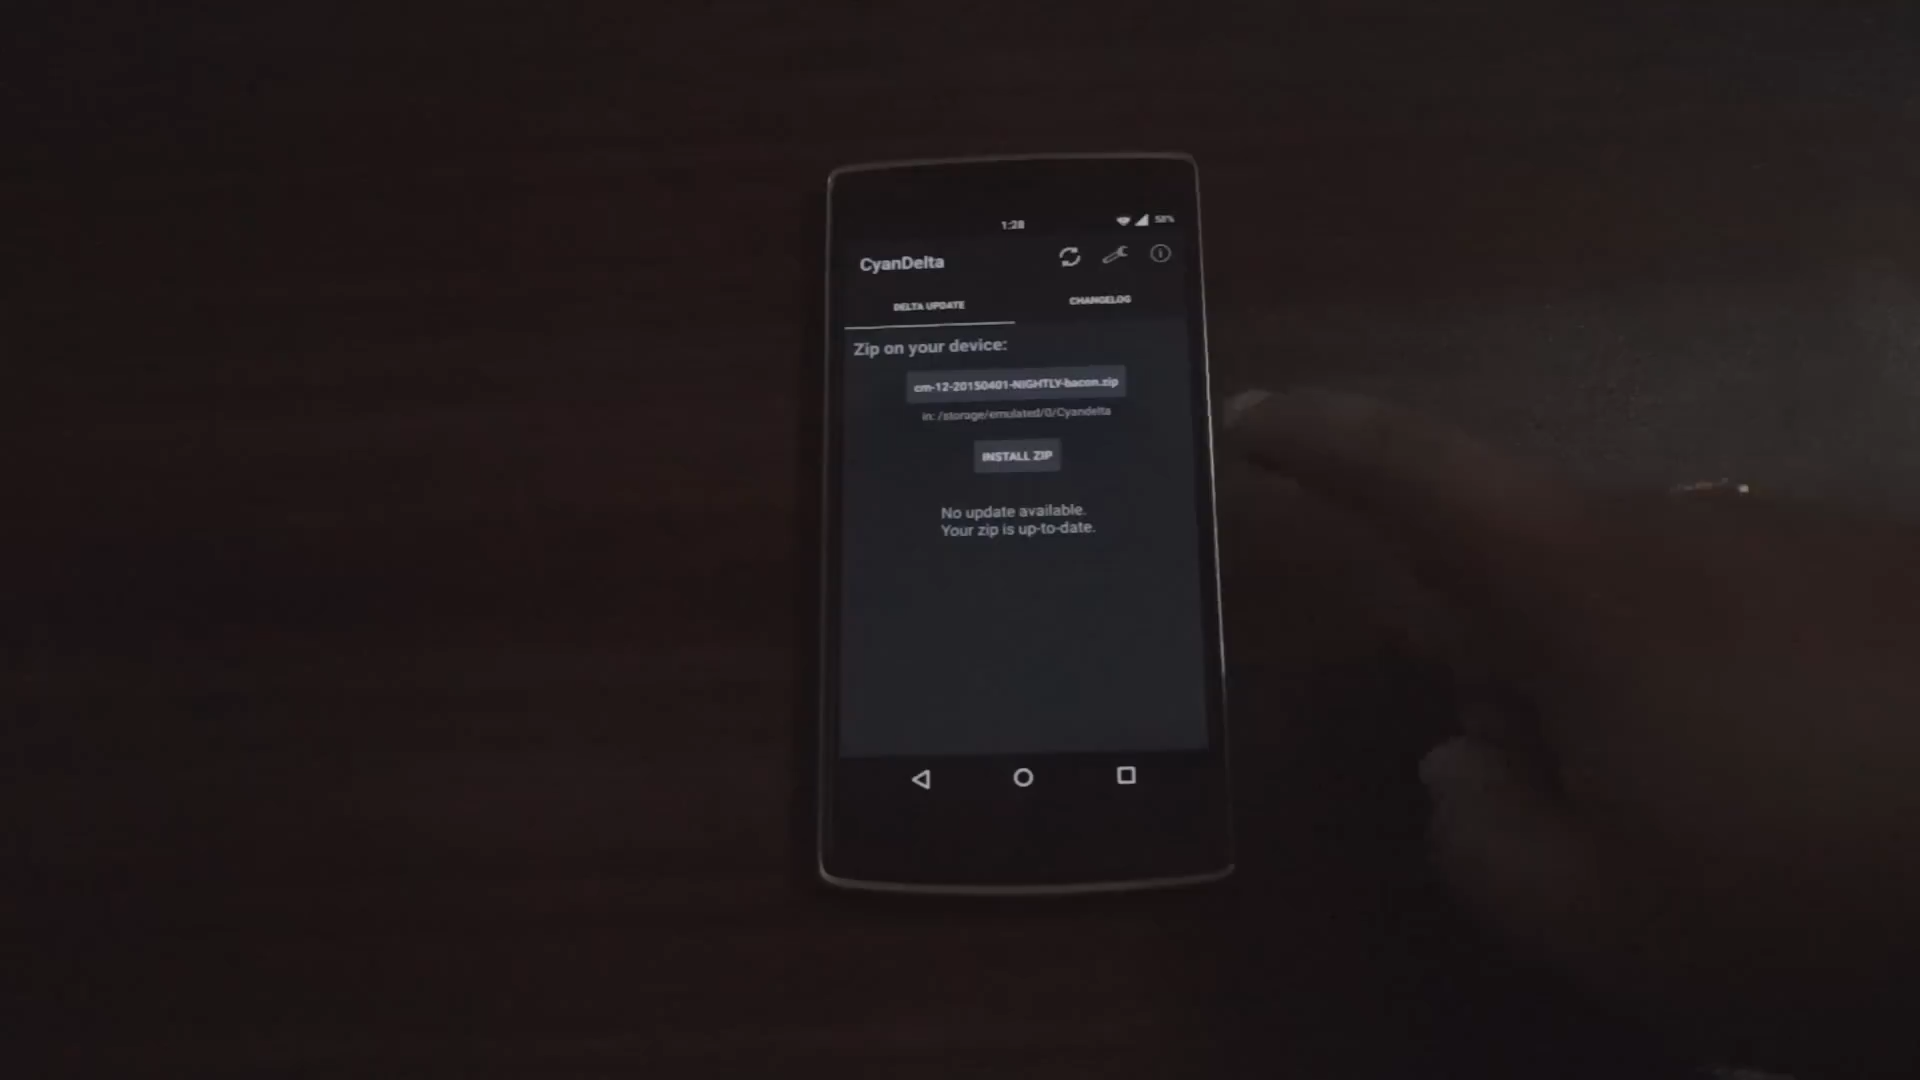 1:28
CyanDelta
DELTA UPDATE
CHANGELOG
Zip on your device:
cm-12-20150401-NIGHTLY-bacon.zip
in: /storage/emulated/0/Cyandelta
INSTALL ZIP
No update available.
Your zip is up-to-date.